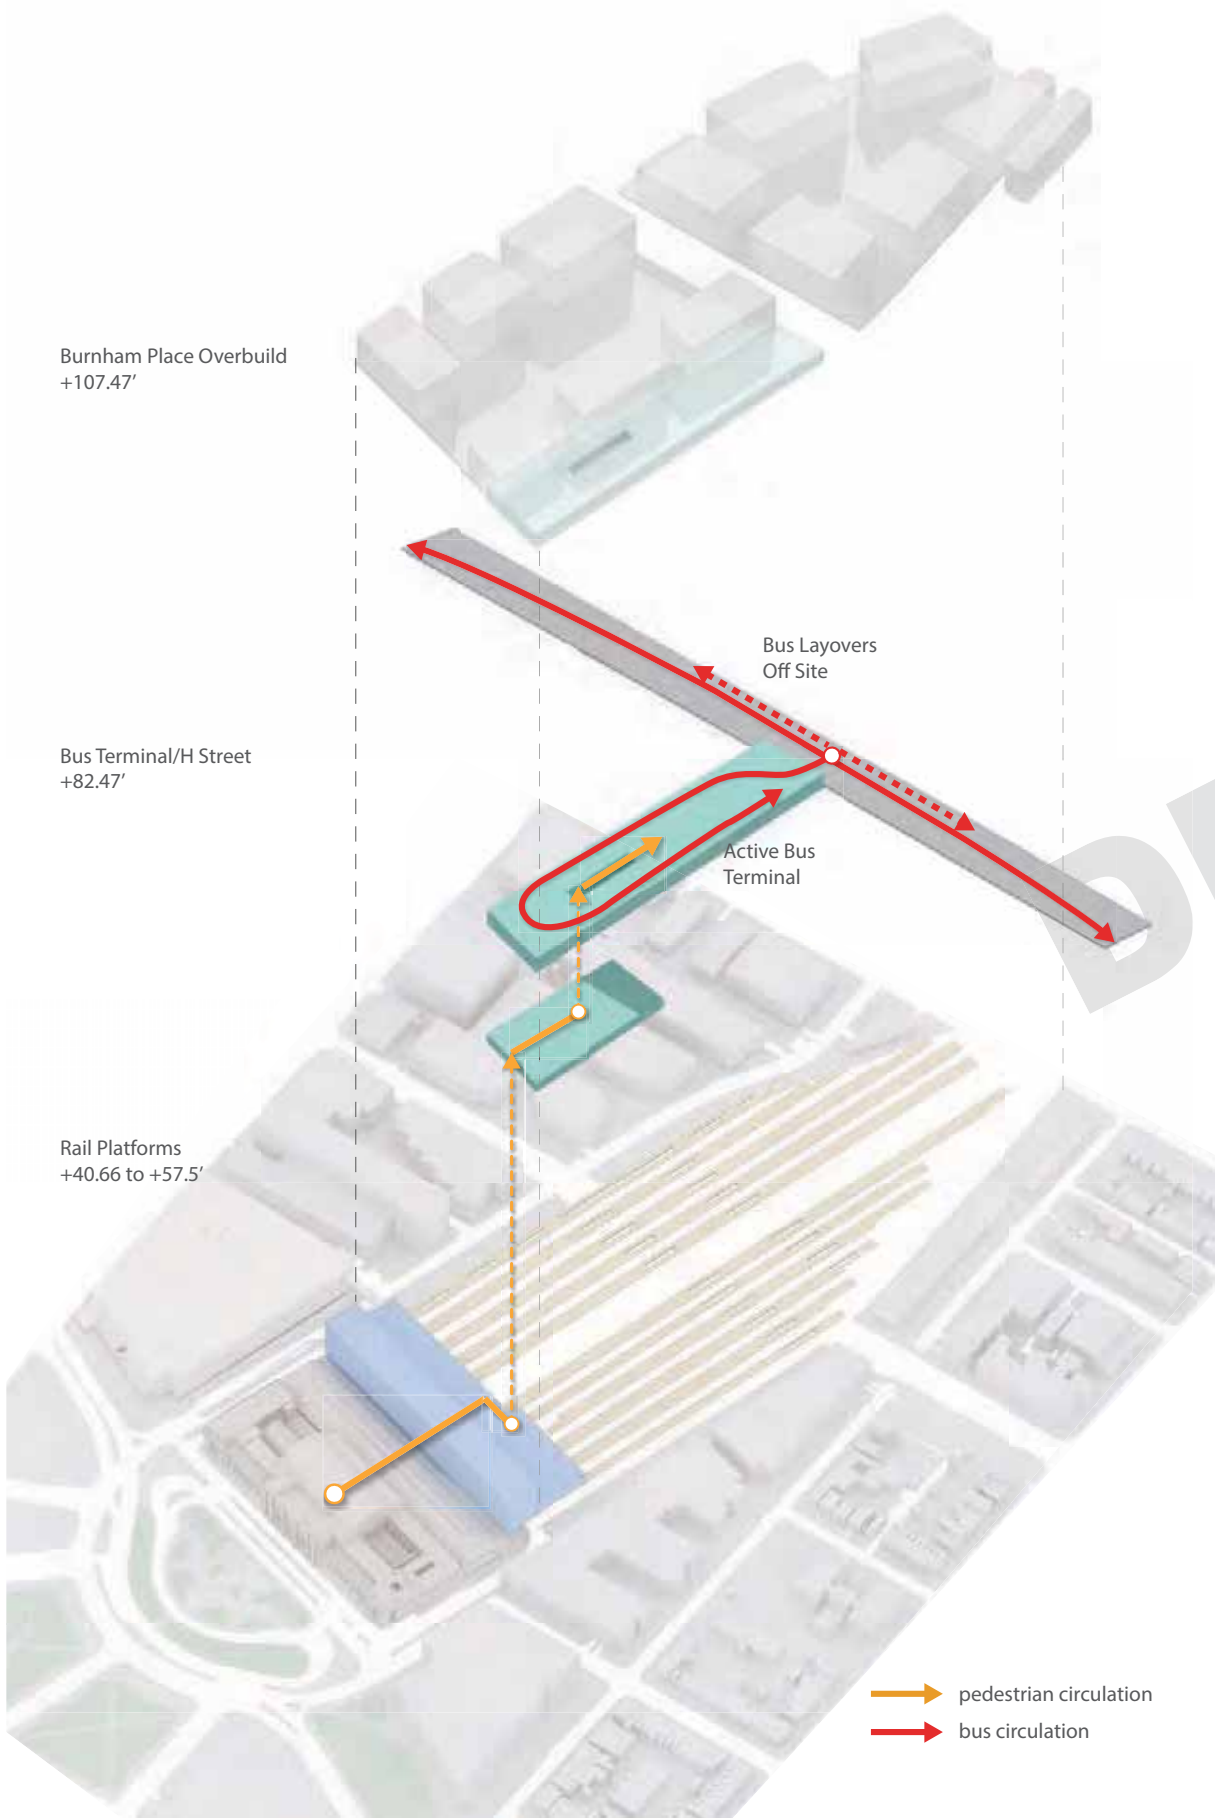 Burnham Place Overbuild
+107.47′
Bus Layovers
Off Site
Bus Terminal/H Street
+82.47′
Active Bus
Terminal
Rail Platforms
+40.66 to +57.5′
pedestrian circulation
bus circulation